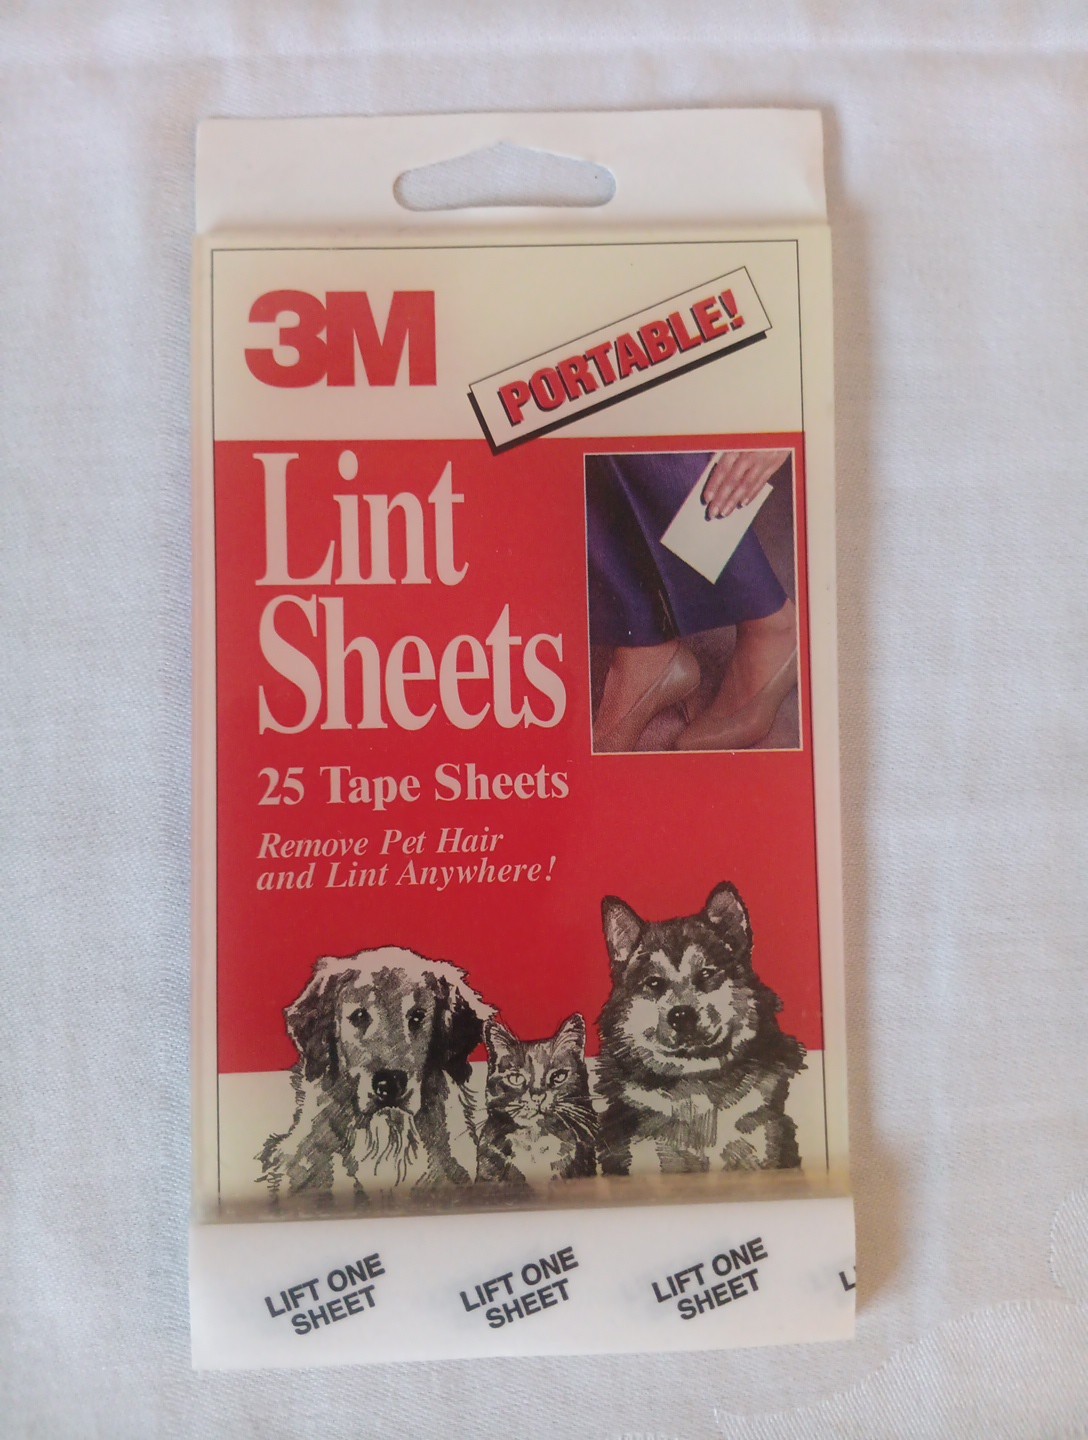 3M
PORTABLE!
Lint
Sheets
25 Tape Sheets
Remove Pet Hair
and Lint Anywhere!
LIFT ONE
SHEET
LIFT ONE
SHEET
LIFT ONE
SHEET